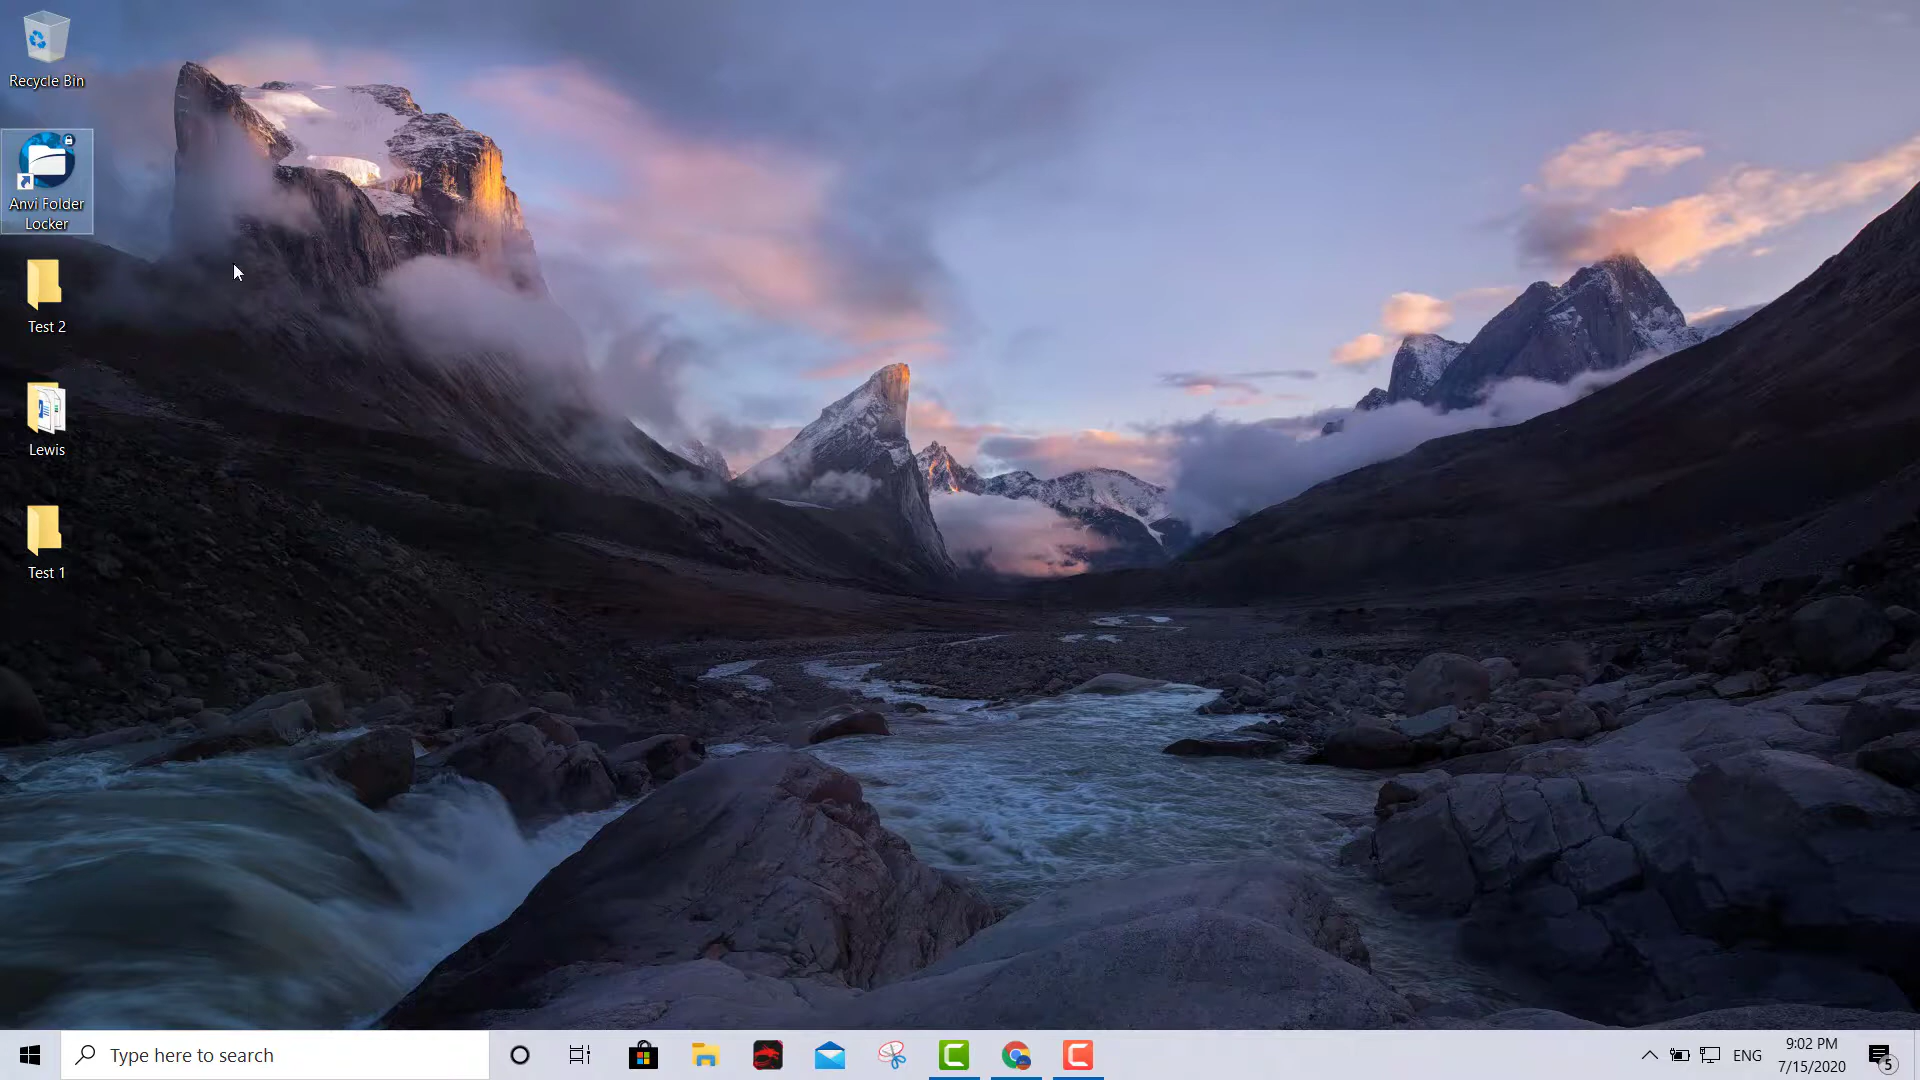 Recycle Bin
Anvi Folder
Locker
Test 2
Lewis
Test 1
Type here to search
ENG
9:02 PM
7/15/2020
5